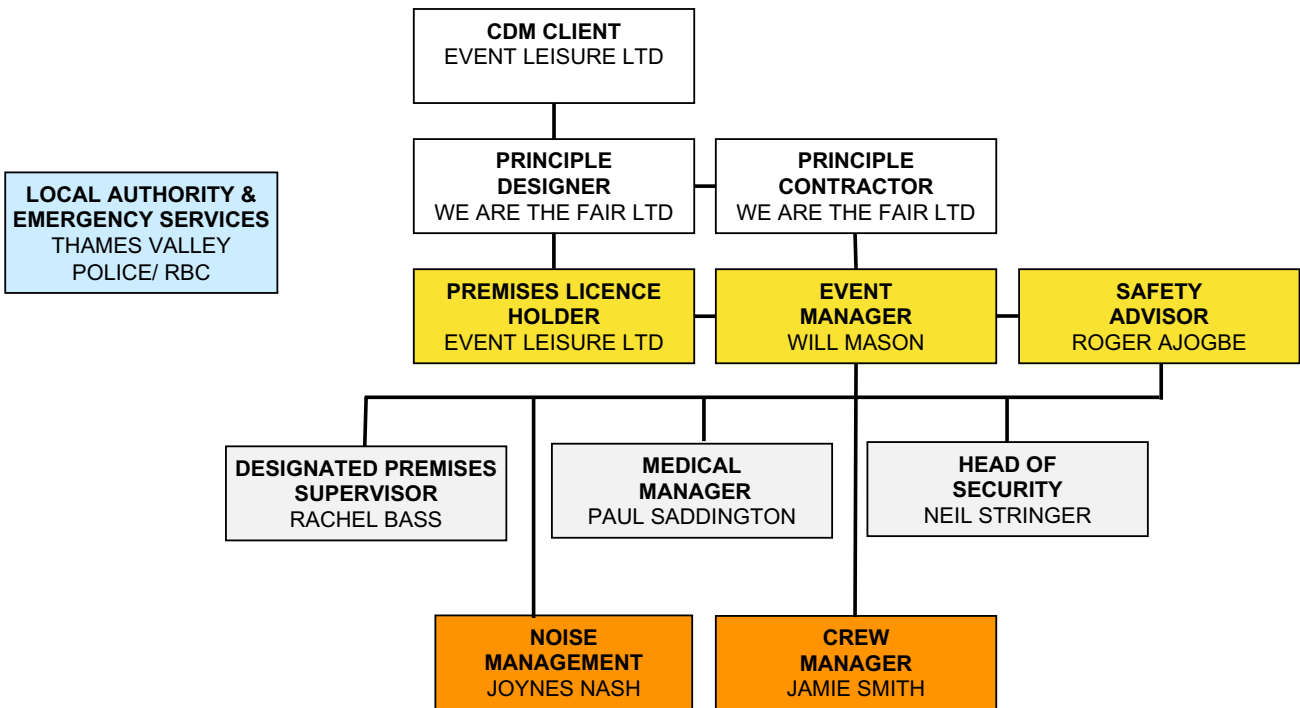 CDM CLIENT
EVENT LEISURE LTD
PRINCIPLE
DESIGNER
WE ARE THE FAIR LTD
PRINCIPLE
CONTRACTOR
WE ARE THE FAIR LTD
LOCAL AUTHORITY &
EMERGENCY SERVICES
THAMES VALLEY
POLICE/ RBC
PREMISES LICENCE
HOLDER
EVENT LEISURE LTD
EVENT
MANAGER
WILL MASON
SAFETY
ADVISOR
ROGER AJOGBE
DESIGNATED PREMISES
SUPERVISOR
RACHEL BASS
MEDICAL
MANAGER
PAUL SADDINGTON
HEAD OF
SECURITY
NEIL STRINGER
NOISE
MANAGEMENT
JOYNES NASH
CREW
MANAGER
JAMIE SMITH